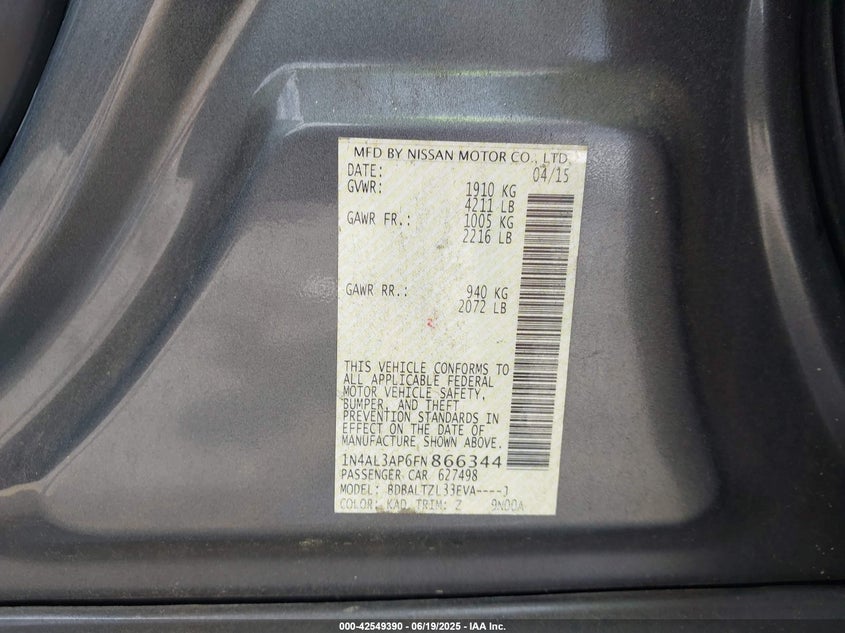 MFD BY NISSAN MOTOR CO., LTD.
DATE: 04/15
GVWR: 1910 KG
4211 LB
GAWR FR.: 1005 KG
2216 LB
GAWR RR.: 940 KG
2072 LB
THIS VEHICLE CONFORMS TO
ALL APPLICABLE FEDERAL
MOTOR VEHICLE SAFETY,
BUMPER, AND THEFT
PREVENTION STANDARDS IN
EFFECT ON THE DATE OF
MANUFACTURE SHOWN ABOVE.
1N4AL3AP6FN866344
PASSENGER CAR 627498
MODEL: BDBALTZL33EVA----J
COLOR: KAD TRIM: Z 9N00A
000-42549390 - 06/19/2025 - IAA Inc.